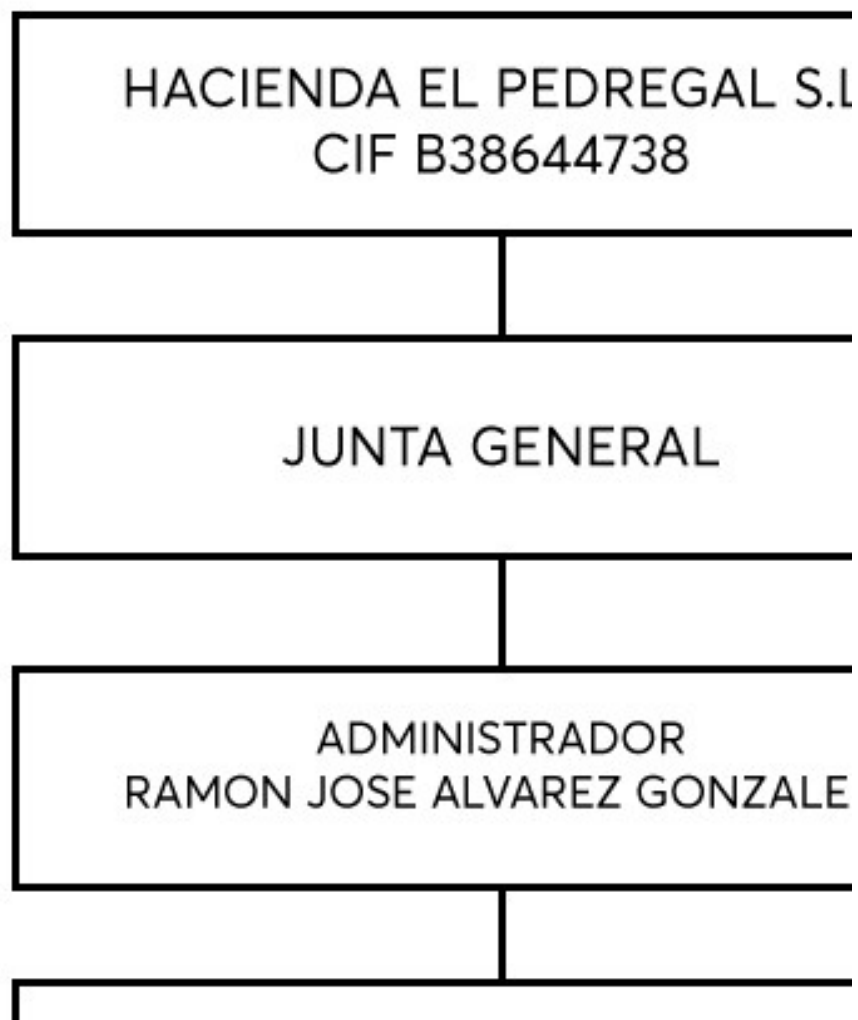 HACIENDA EL PEDREGAL S.L
CIF B38644738
JUNTA GENERAL
ADMINISTRADOR
RAMON JOSE ALVAREZ GONZALE